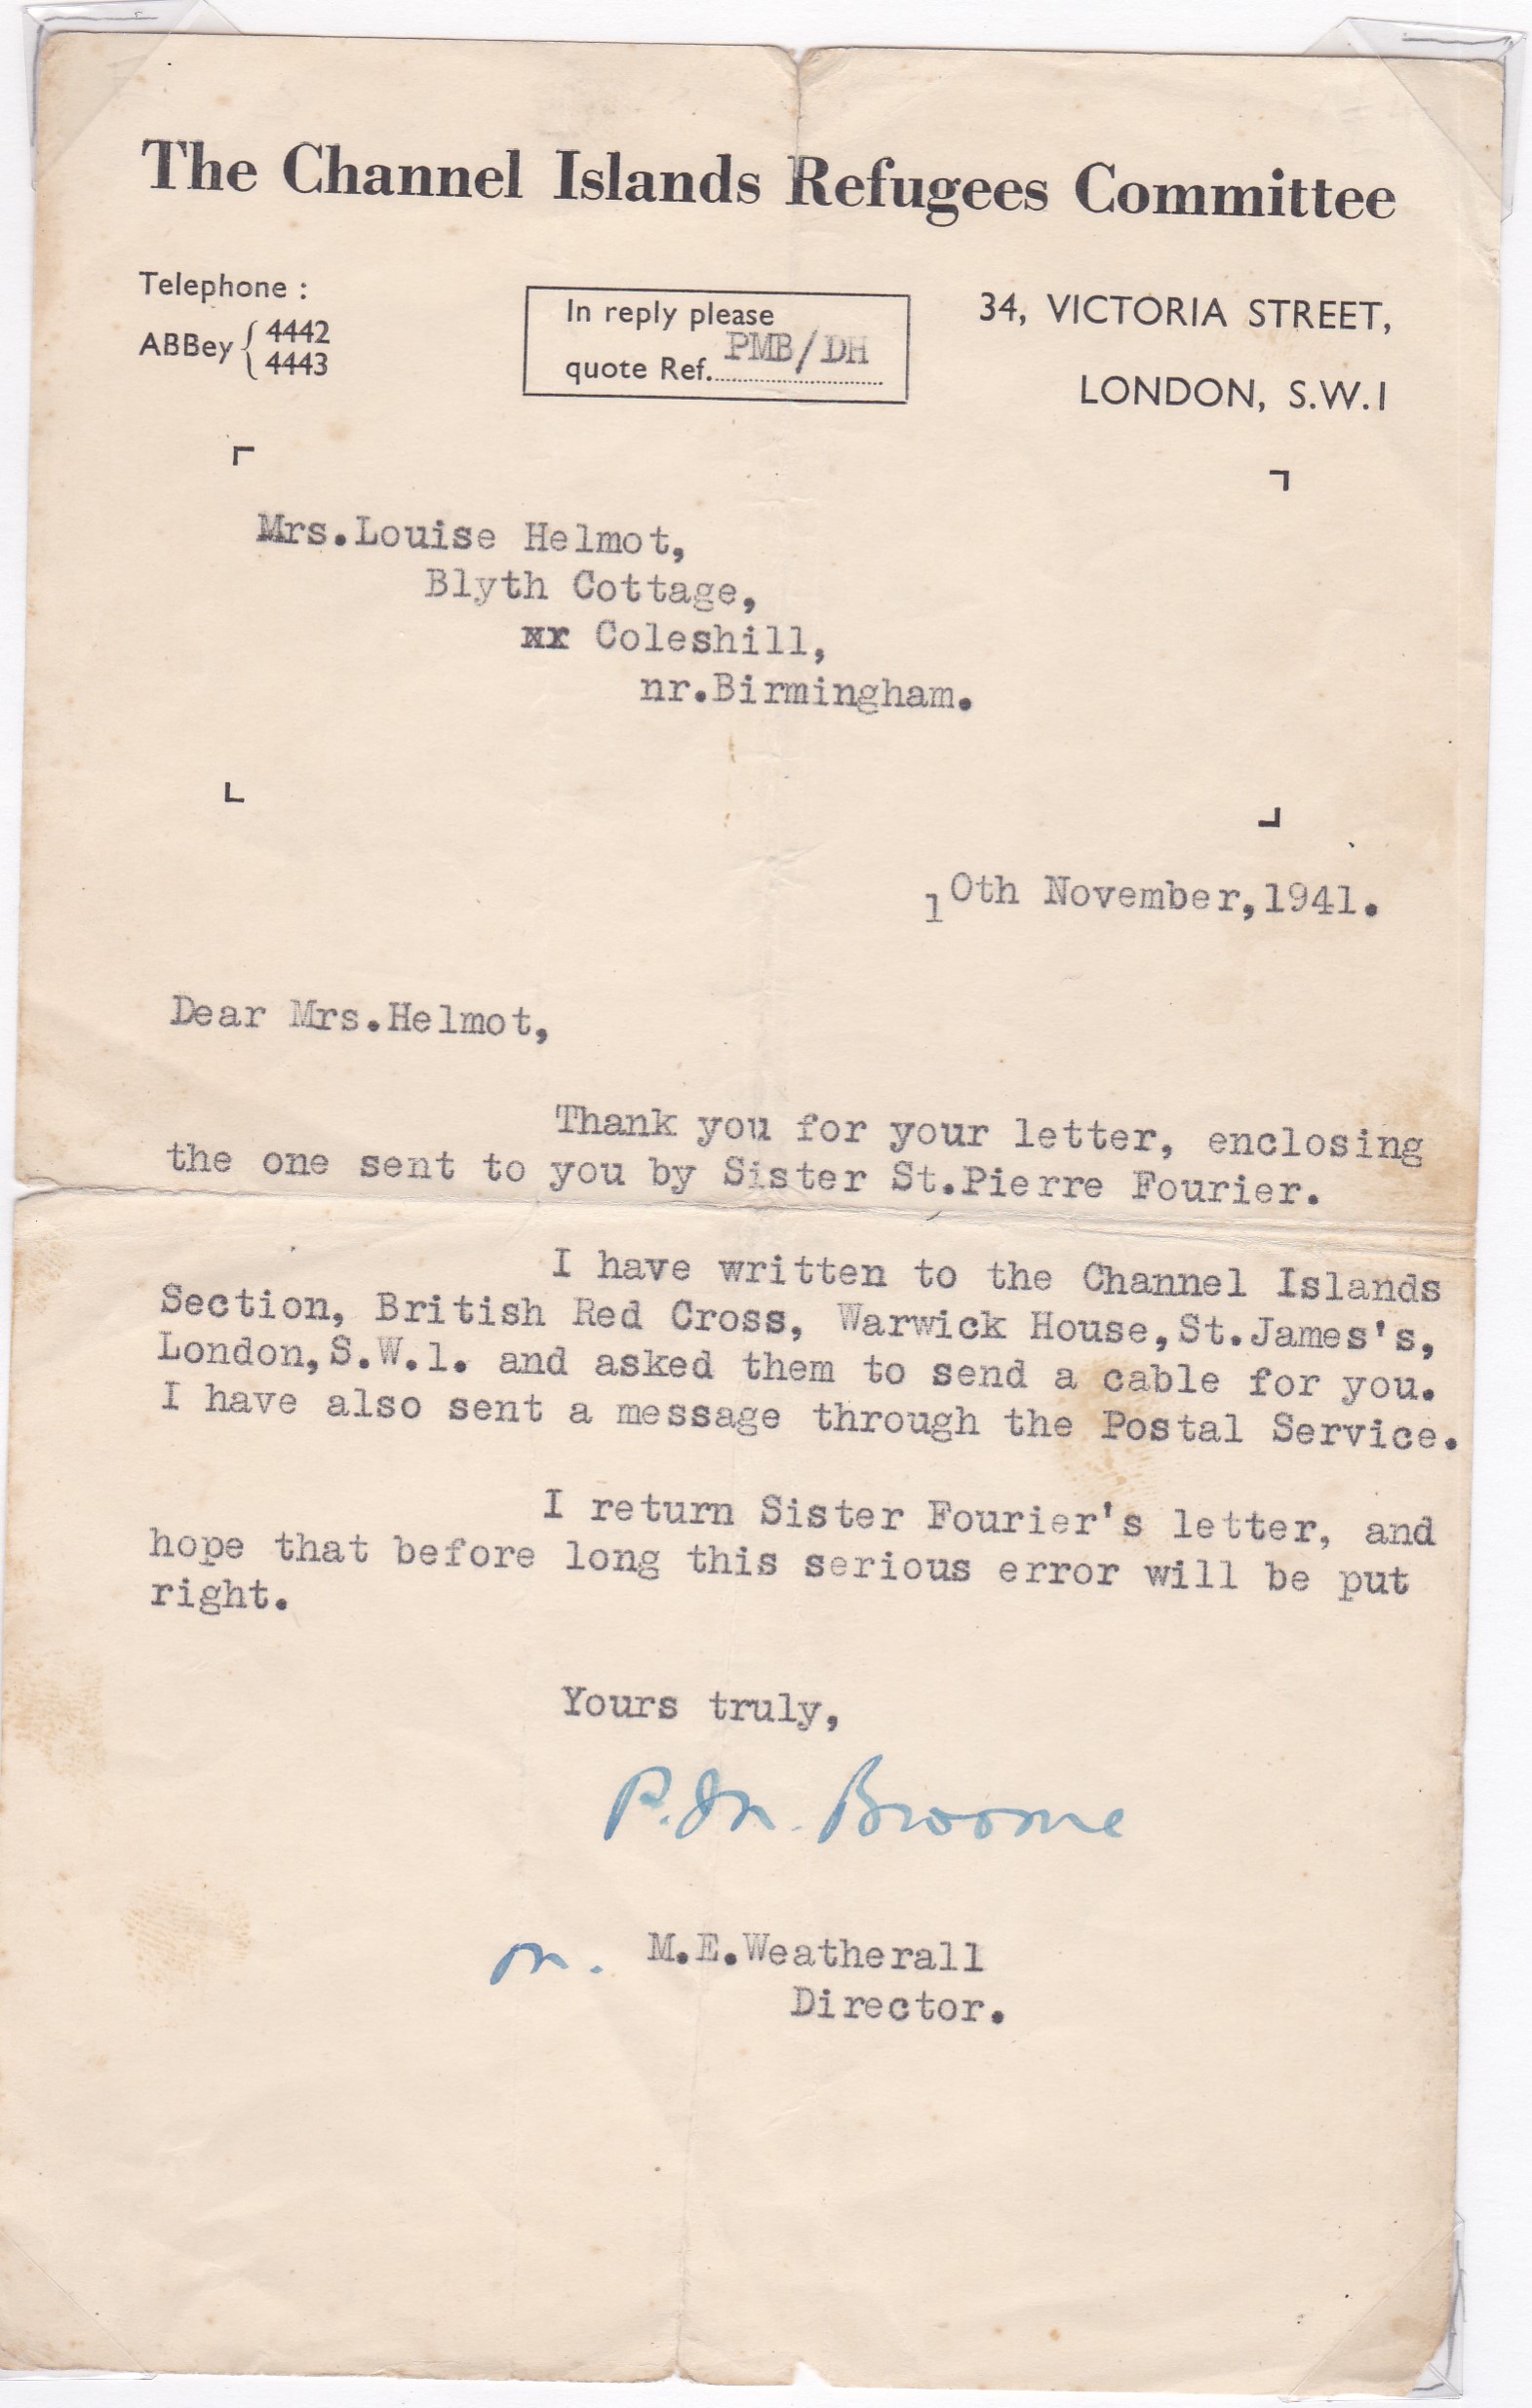 The Channel Islands Refugees Committee
Telephone :
ABBey { 4442
4443
In reply please
quote Ref. PMB/DH
34, VICTORIA STREET,
LONDON, S.W.1
Mrs.Louise Helmot,
Blyth Cottage,
xr Coleshill,
nr.Birmingham.
10th November,1941.
Dear Mrs.Helmot,
Thank you for your letter, enclosing
the one sent to you by Sister St.Pierre Fourier.
I have written to the Channel Islands
Section, British Red Cross, Warwick House,St.James's,
London,S.W.1. and asked them to send a cable for you.
I have also sent a message through the Postal Service.
I return Sister Fourier's letter, and
hope that before long this serious error will be put
right.
Yours truly,
P.M. Broome
M.E.Weatherall
Director.